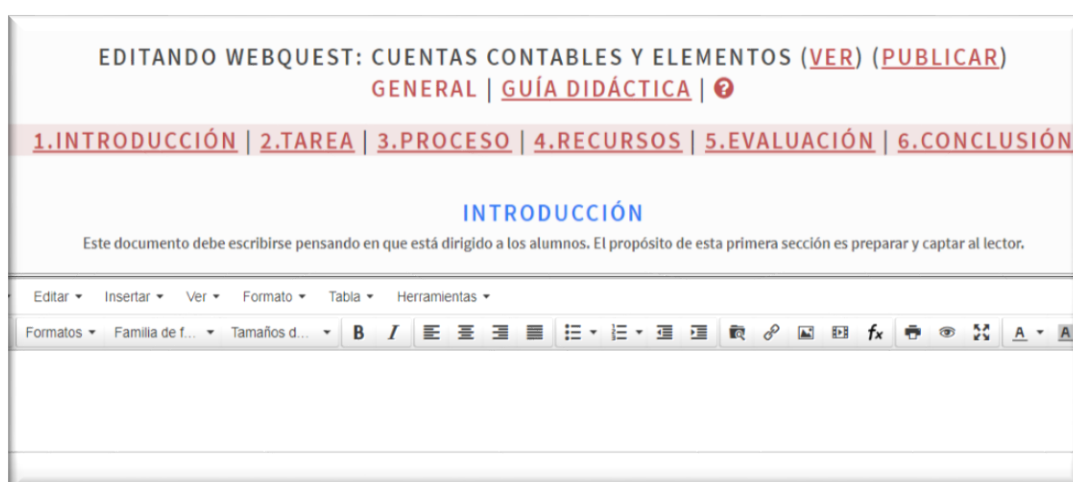 EDITANDO WEBQUEST: CUENTAS CONTABLES Y ELEMENTOS (VER) (PUBLICAR)
GENERAL | GUÍA DIDÁCTICA | ?
1.INTRODUCCIÓN | 2.TAREA | 3.PROCESO | 4.RECURSOS | 5.EVALUACIÓN | 6.CONCLUSIÓN
INTRODUCCIÓN
Este documento debe escribirse pensando en que está dirigido a los alumnos. El propósito de esta primera sección es preparar y captar al lector.
Editar Insertar Ver Formato Tabla Herramientas
Formatos Familia de f... Tamaños d... B I fx A A